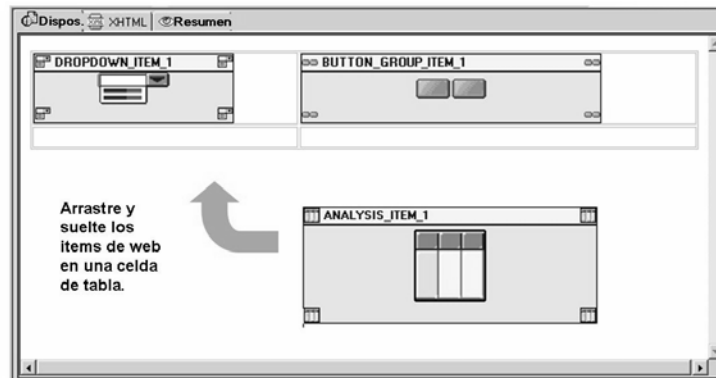 Dispos. XHTML Resumen
DROPDOWN_ITEM_1
BUTTON_GROUP_ITEM_1
Arrastre y
suelte los
items de web
en una celda
de tabla.
ANALYSIS_ITEM_1